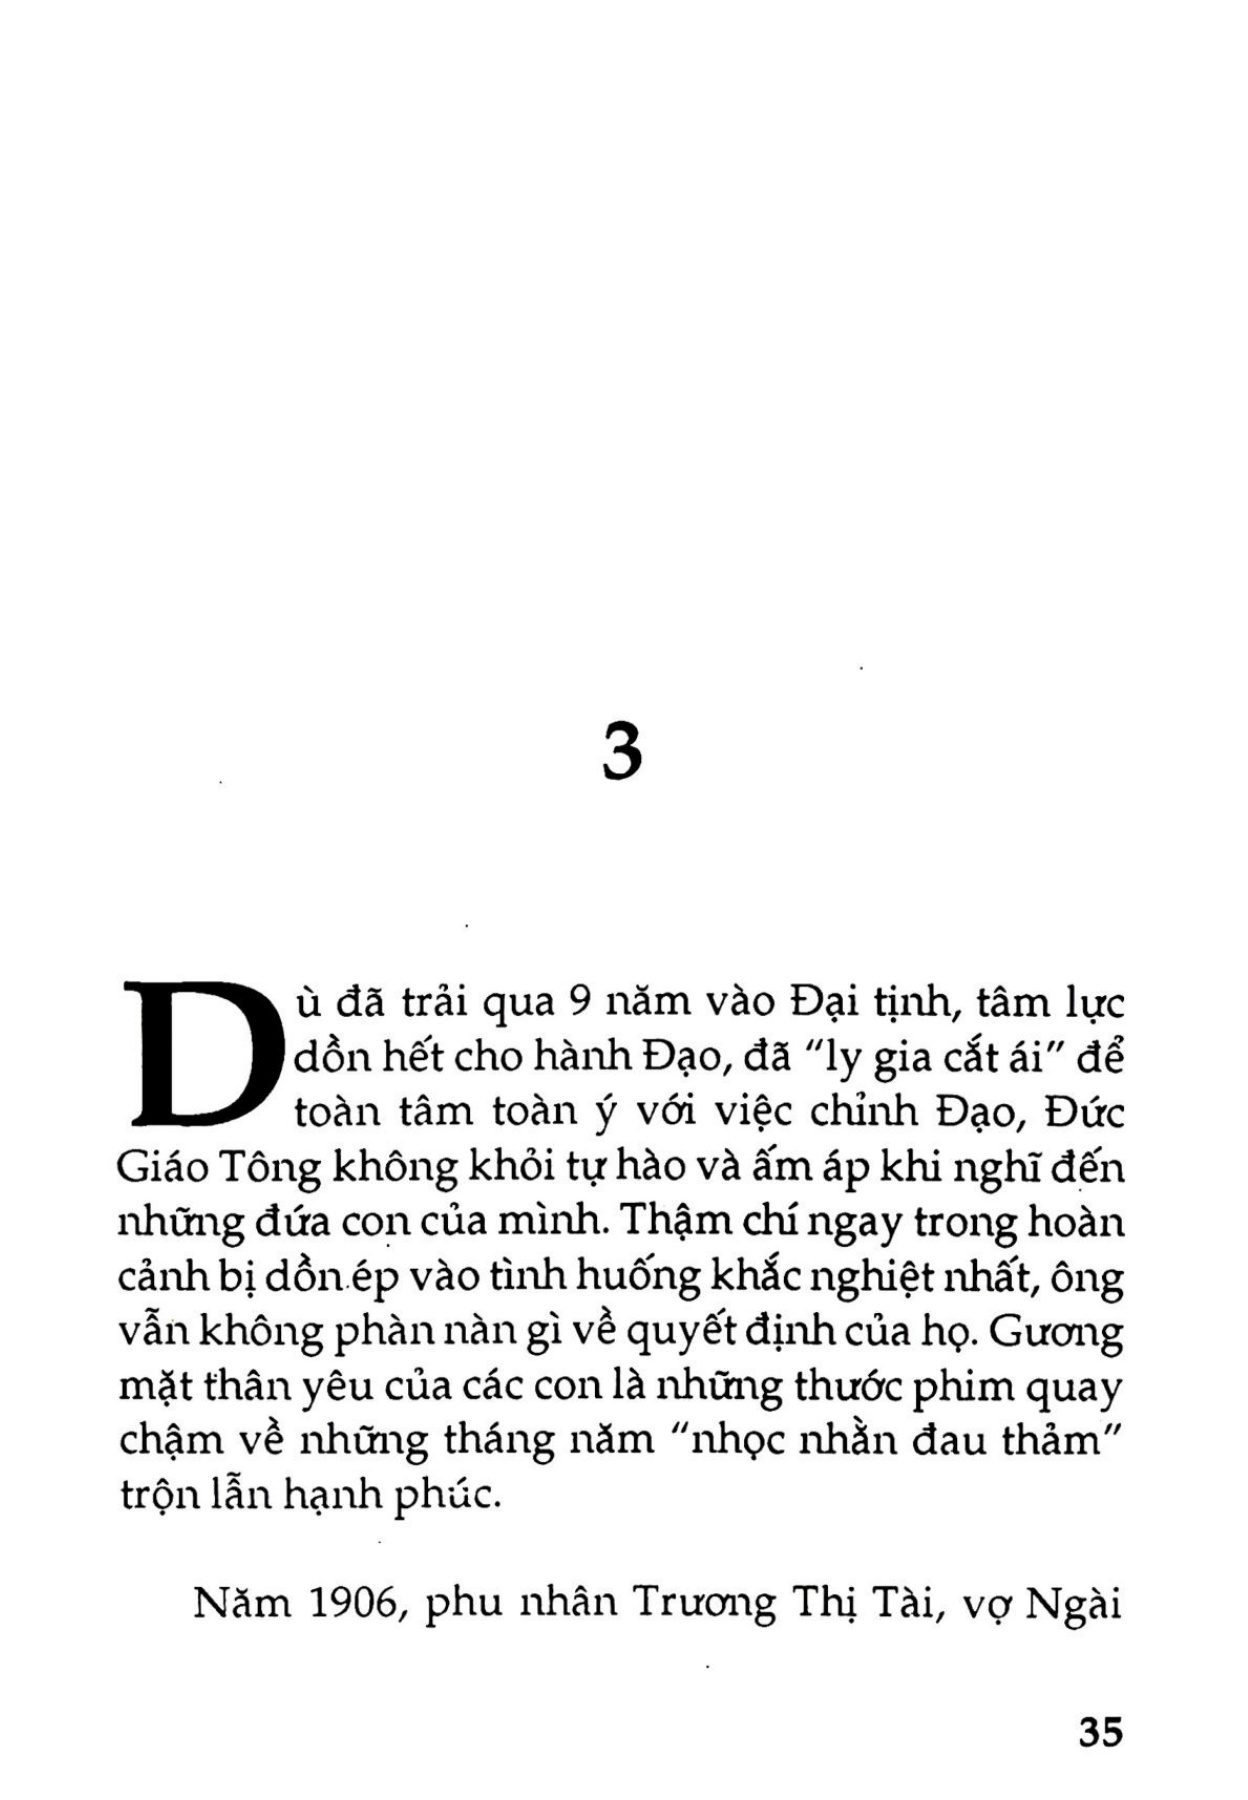 3
Dù đã trải qua 9 năm vào Đại tịnh, tâm lực
dồn hết cho hành Đạo, đã "ly gia cắt ái" để
toàn tâm toàn ý với việc chỉnh Đạo, Đức
Giáo Tông không khỏi tự hào và ấm áp khi nghĩ đến
những đứa con của mình. Thậm chí ngay trong hoàn
cảnh bị dồn ép vào tình huống khắc nghiệt nhất, ông
vẫn không phàn nàn gì về quyết định của họ. Gương
mặt thân yêu của các con là những thước phim quay
chậm về những tháng năm "nhọc nhằn đau thảm"
trộn lẫn hạnh phúc.
Năm 1906, phu nhân Trương Thị Tài, vợ Ngài
35